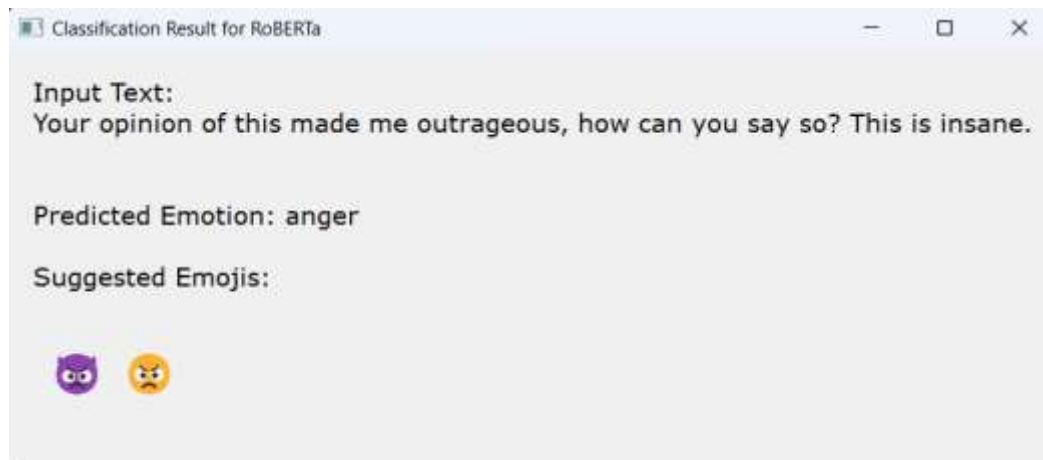 Classification Result for RoBERTa
Input Text:
Your opinion of this made me outrageous, how can you say so? This is insane.
Predicted Emotion: anger
Suggested Emojis: